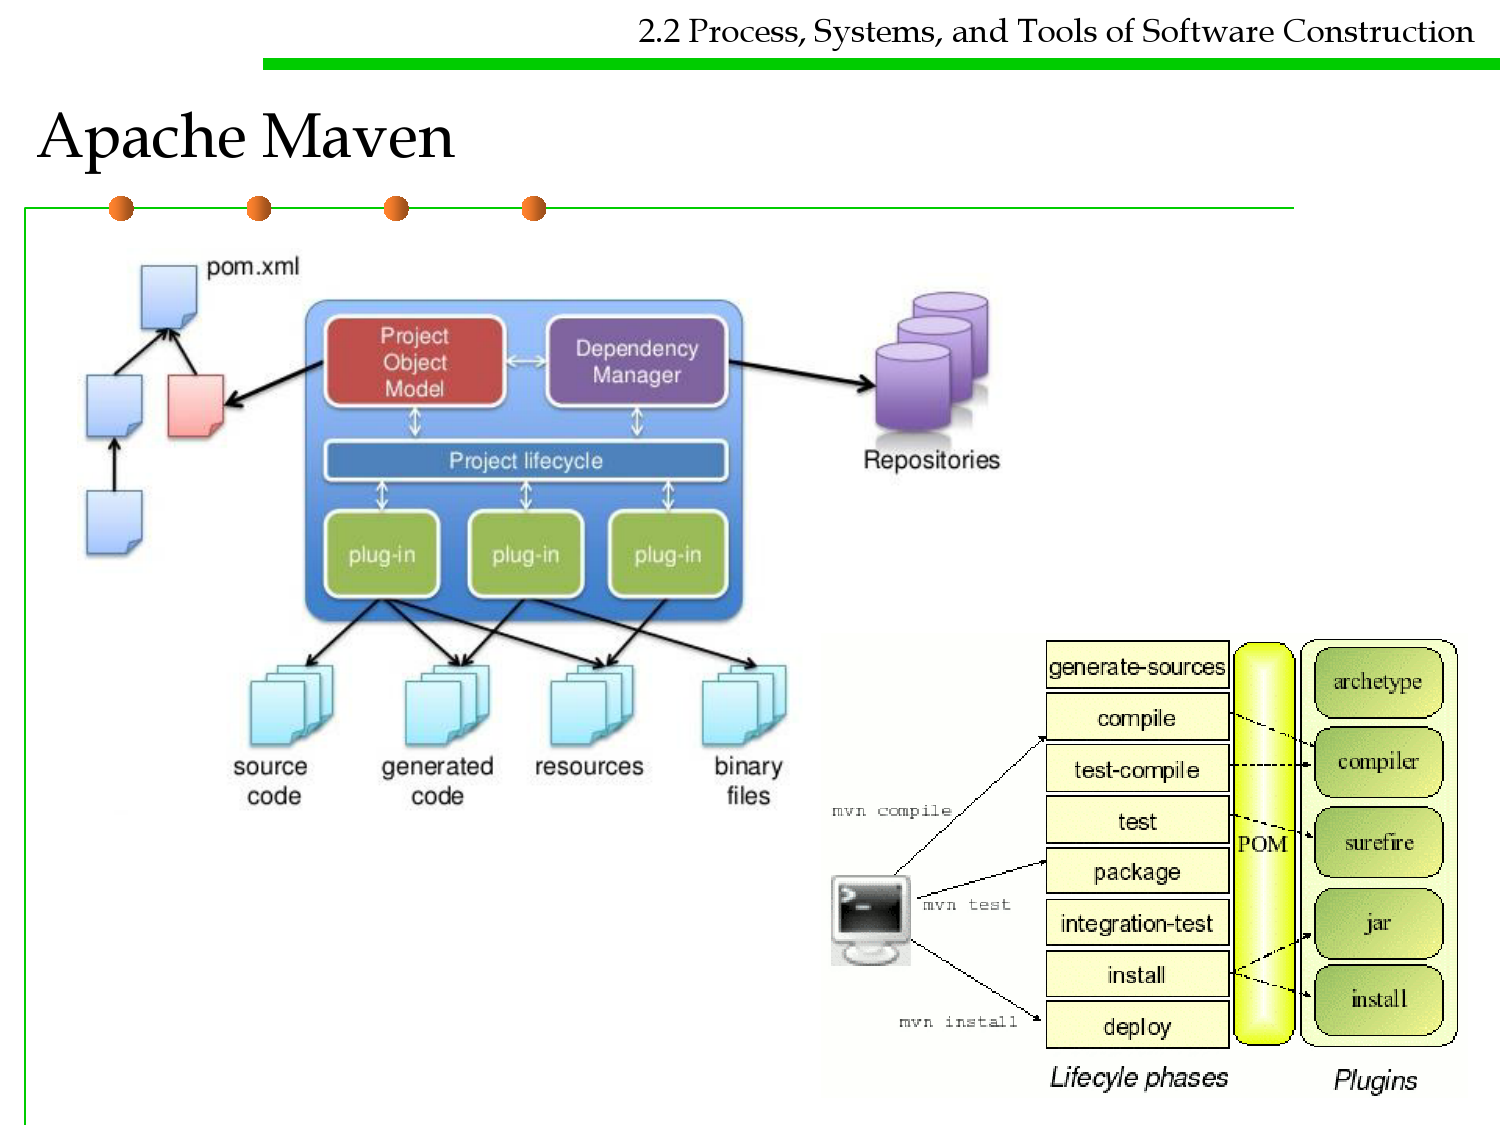 2.2 Process, Systems, and Tools of Software Construction
Apache Maven
pom.xml
Project
Object
Model
Dependency
Manager
Project lifecycle
plug-in
plug-in
plug-in
Repositories
source
code
generated
code
resources
binary
files
mvn compile
mvn test
mvn install
generate-sources
compile
test-compile
test
package
integration-test
install
deploy
Lifecyle phases
POM
archetype
compiler
surefire
jar
install
Plugins